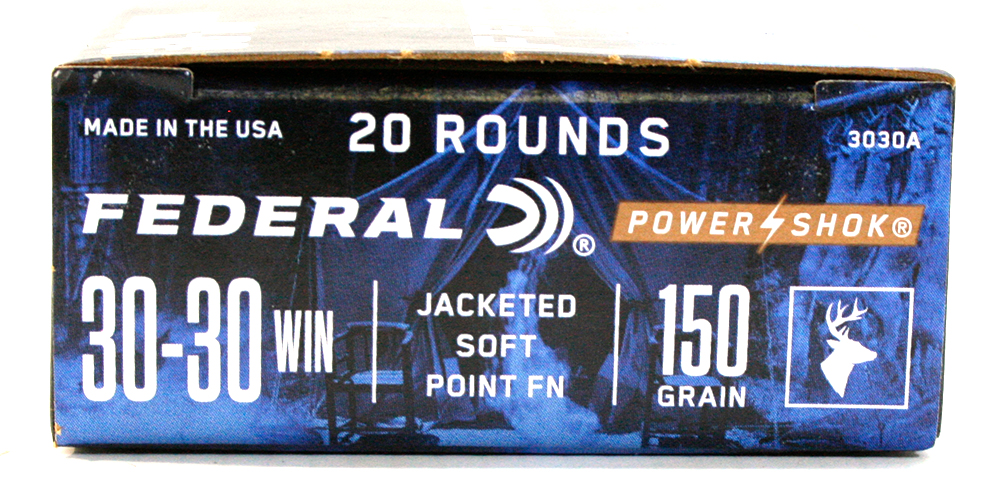 MADE IN THE USA 20 ROUNDS 3030A
FEDERAL ® POWER SHOK®
30-30 WIN
JACKETED
SOFT
POINT FN
150
GRAIN